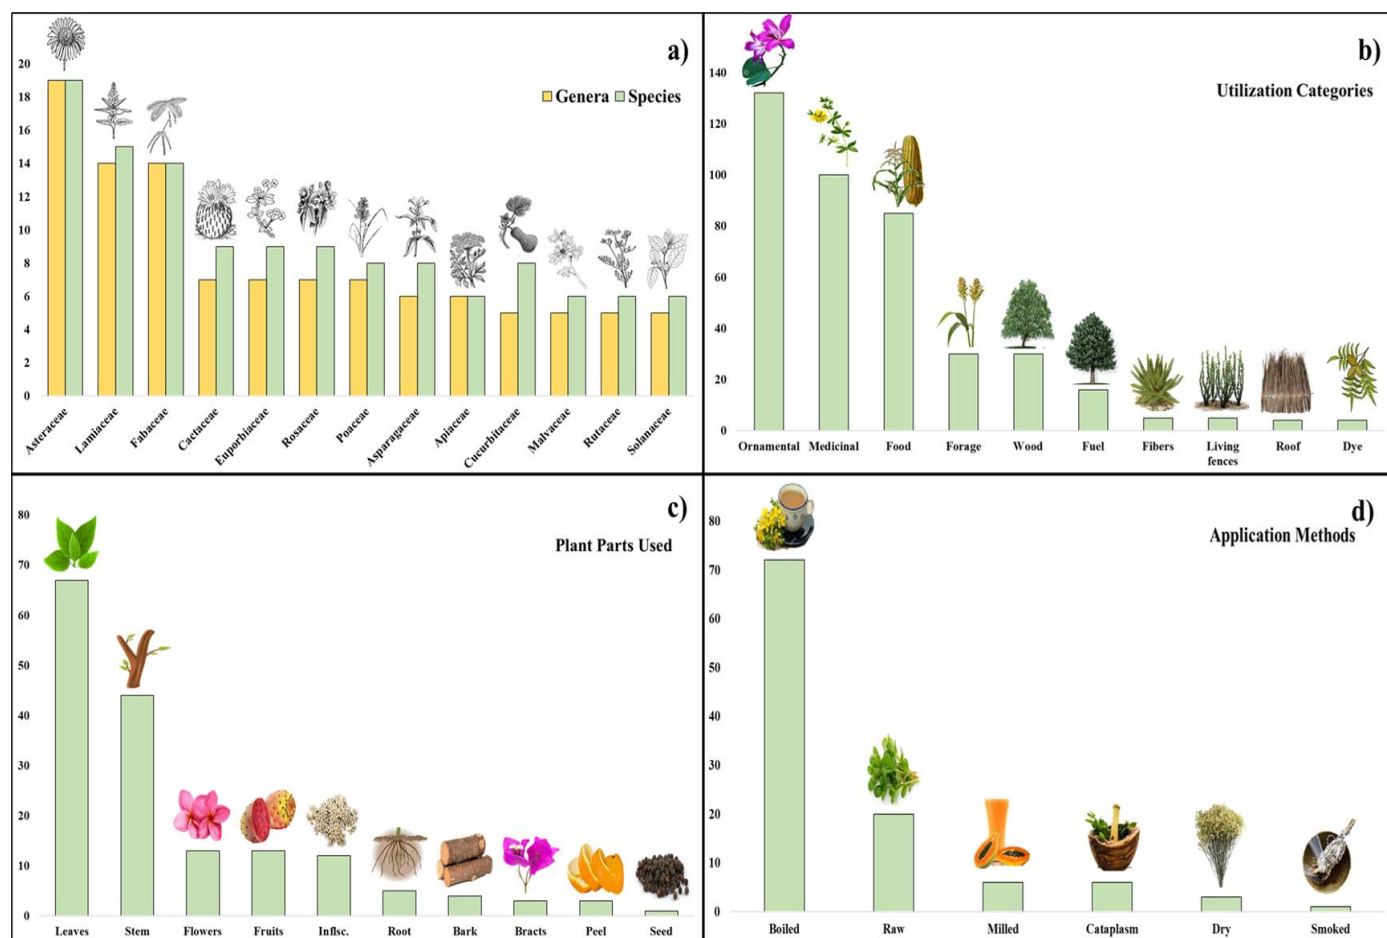 a)
20
18
16
14
12
10
8
6
4
2
0
Genera Species
Asteraceae
Lamiaceae
Fabaceae
Cactaceae
Euporbiaceae
Rosaceae
Poaceae
Asparagaceae
Apiaceae
Cucurbitaceae
Malvaceae
Rutaceae
Solanaceae
b)
Utilization Categories
140
120
100
80
60
40
20
0
Ornamental Medicinal Food Forage Wood Fuel Fibers Living fences Roof Dye
c)
Plant Parts Used
80
70
60
50
40
30
20
10
0
Leaves Stem Flowers Fruits Inflsc. Root Bark Bracts Peel Seed
d)
Application Methods
80
70
60
50
40
30
20
10
0
Boiled Raw Milled Cataplasm Dry Smoked